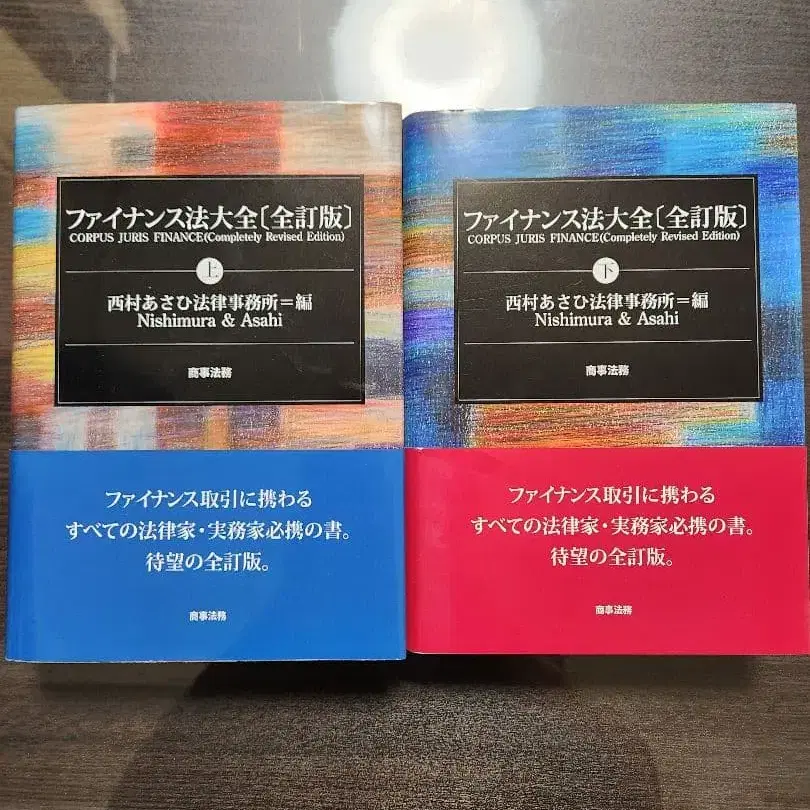 ファイナンス法大全〔全訂版〕
CORPUS JURIS FINANCE(Completely Revised Edition)
上
西村あさひ法律事務所＝編
Nishimura & Asahi
商事法務
ファイナンス取引に携わる
すべての法律家・実務家必携の書。
待望の全訂版。
商事法務
ファイナンス法大全〔全訂版〕
CORPUS JURIS FINANCE(Completely Revised Edition)
下
西村あさひ法律事務所＝編
Nishimura & Asahi
商事法務
ファイナンス取引に携わる
すべての法律家・実務家必携の書。
待望の全訂版。
商事法務